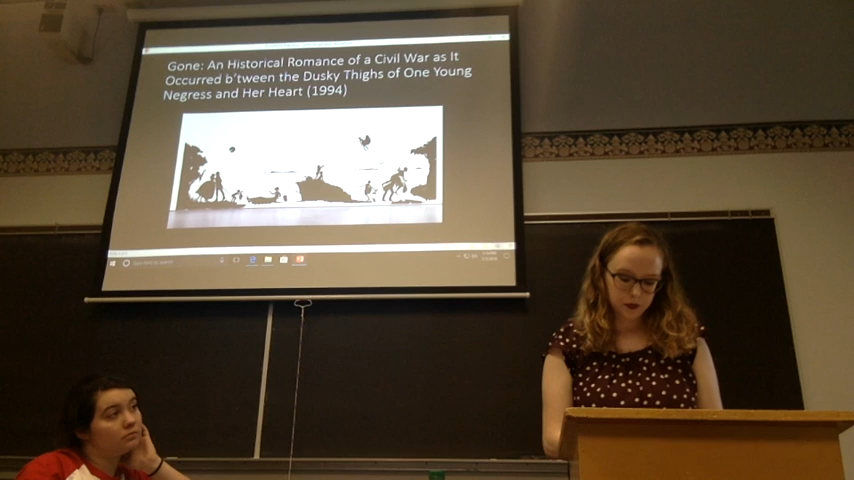 Gone: An Historical Romance of a Civil War as It
Occurred b'tween the Dusky Thighs of One Young
Negress and Her Heart (1994)